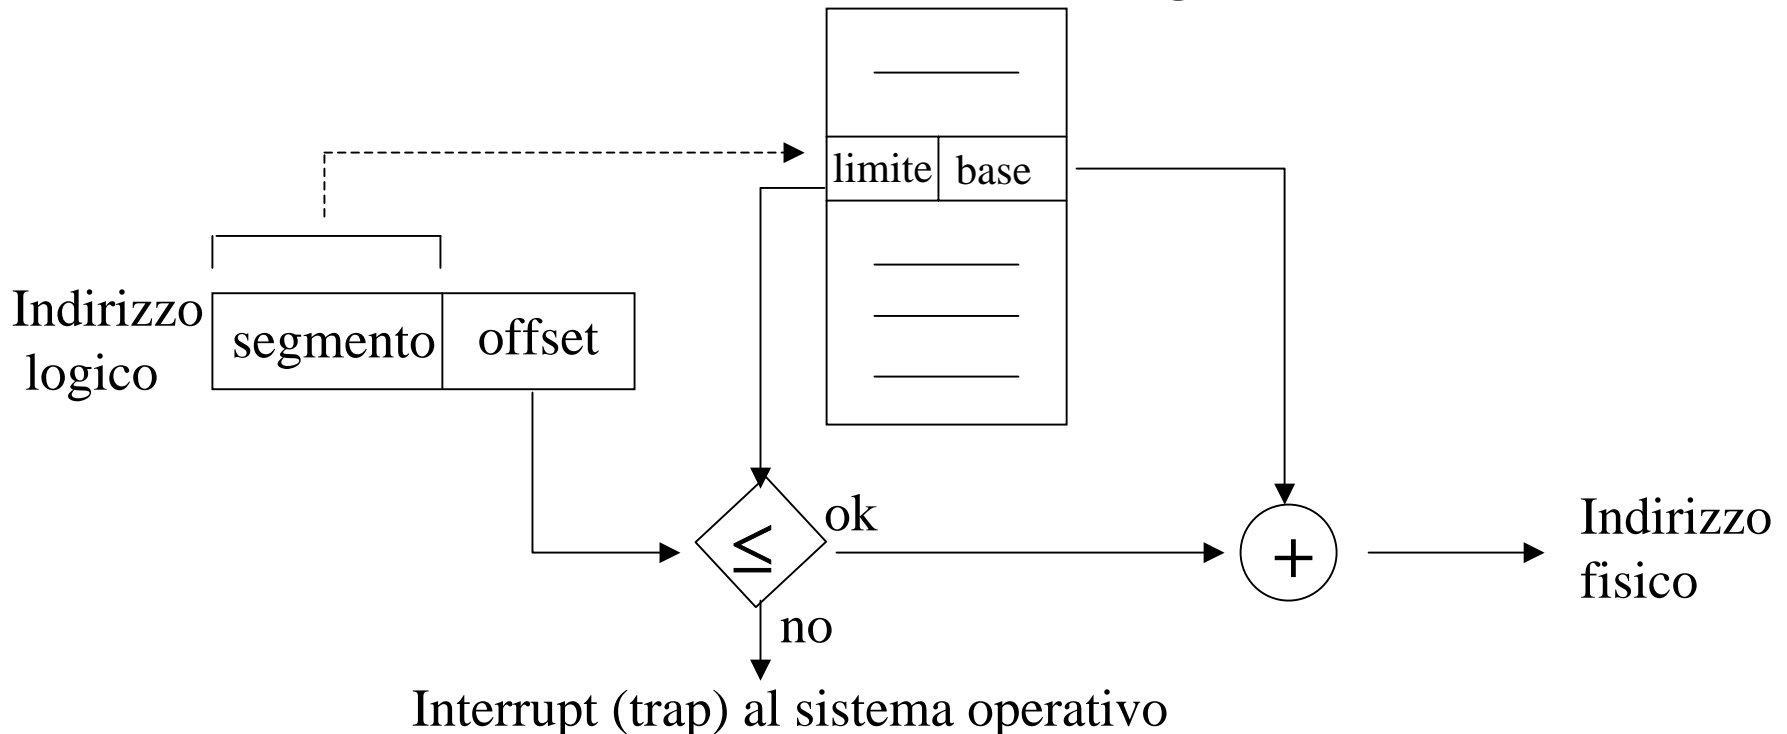 limite base
Indirizzo
logico
segmento offset
≤
ok
+
Indirizzo
fisico
no
Interrupt (trap) al sistema operativo